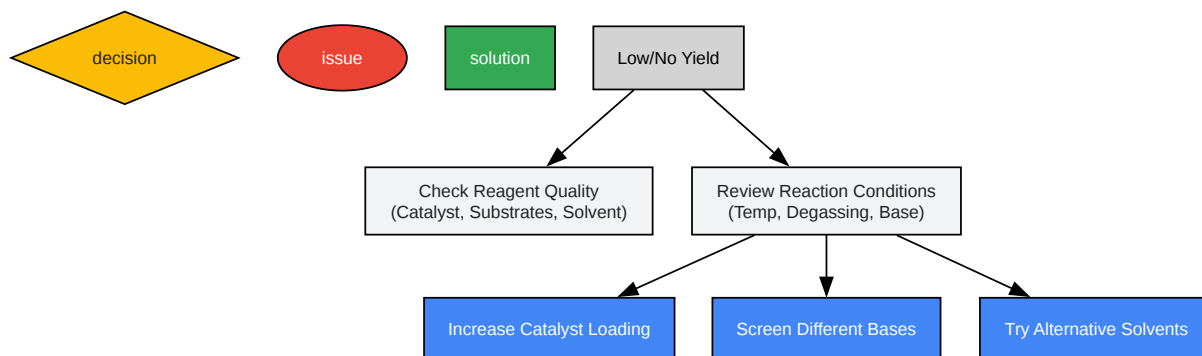 decision
issue
solution
Low/No Yield
Check Reagent Quality
(Catalyst, Substrates, Solvent)
Review Reaction Conditions
(Temp, Degassing, Base)
Increase Catalyst Loading
Screen Different Bases
Try Alternative Solvents